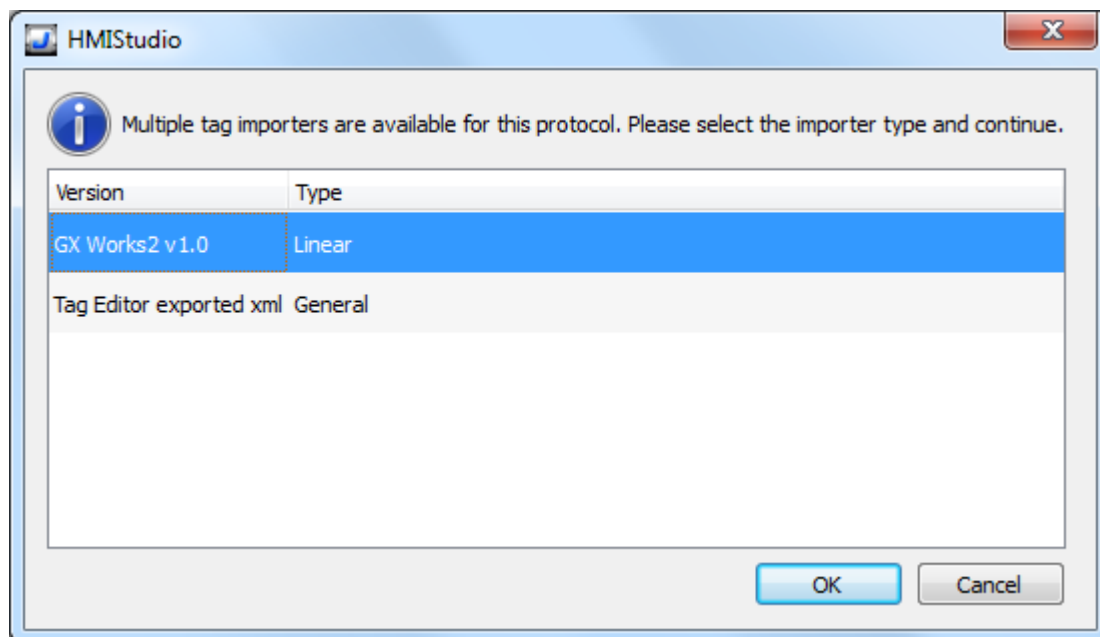 HMIStudio
Multiple tag importers are available for this protocol. Please select the importer type and continue.
Version Type
GX Works2 v1.0 Linear
Tag Editor exported xml General
OK Cancel